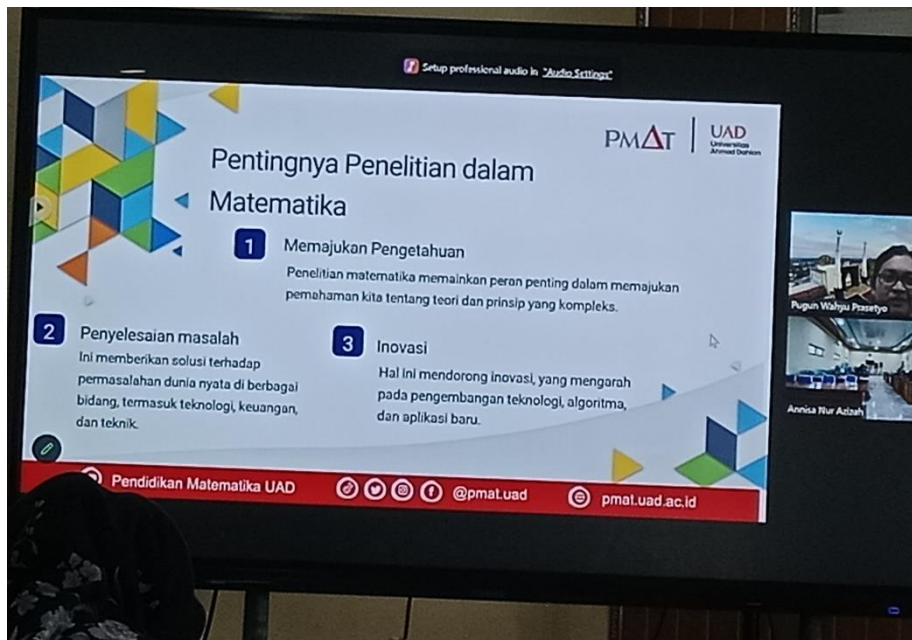 Setup professional audio in "Audio Settings"
PMAT
UAD
Universitas
Ahmad Dahlan
Pentingnya Penelitian dalam
Matematika
1
Memajukan Pengetahuan
Penelitian matematika memainkan peran penting dalam memajukan
pemahaman kita tentang teori dan prinsip yang kompleks.
2
Penyelesaian masalah
Ini memberikan solusi terhadap
permasalahan dunia nyata di berbagai
bidang, termasuk teknologi, keuangan,
dan teknik.
3
Inovasi
Hal ini mendorong inovasi, yang mengarah
pada pengembangan teknologi, algoritma,
dan aplikasi baru.
Pugun Wahyu Prasetyo
Annisa Nur Azizah
Pendidikan Matematika UAD
@pmat.uad
pmat.uad.ac.id